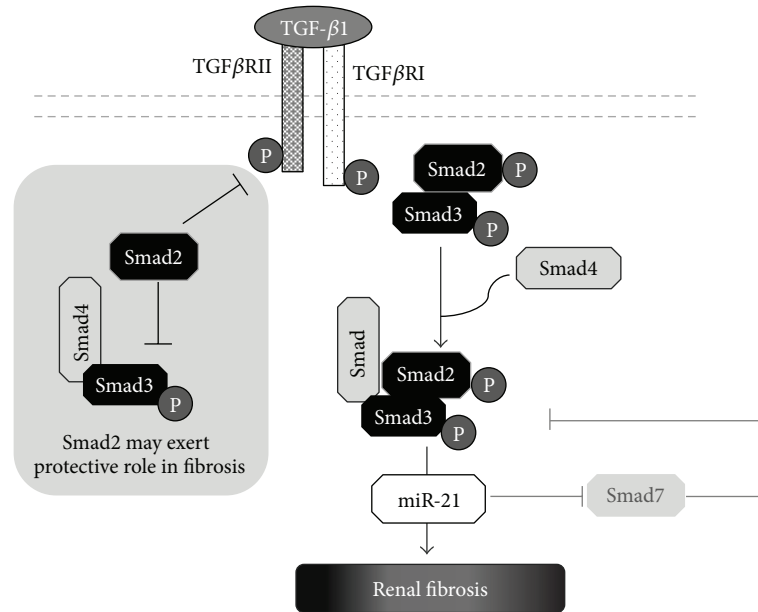 TGF-β1
TGFβRII
TGFβRI
P
P
Smad2
P
Smad3
P
Smad4
Smad2
Smad4
Smad3
P
Smad2 may exert
protective role in fibrosis
Smad
Smad2
P
Smad3
P
miR-21
Smad7
Renal fibrosis